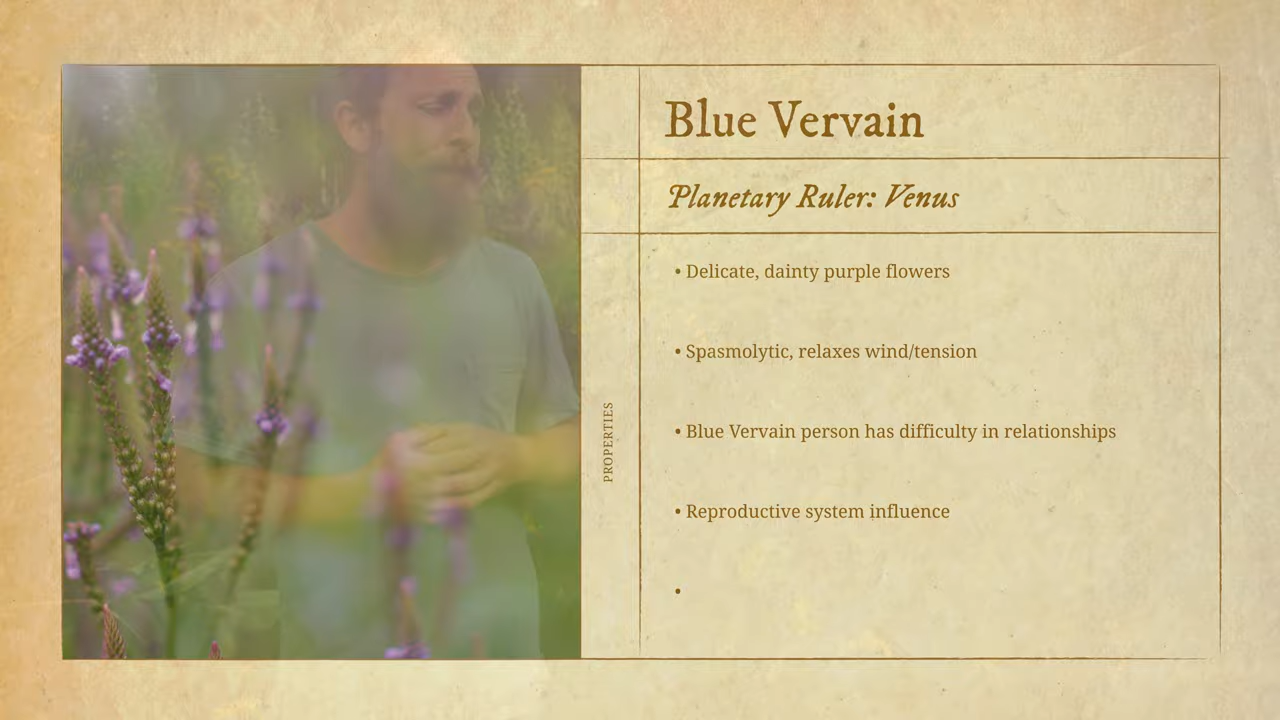 Blue Vervain
Planetary Ruler: Venus
PROPERTIES
• Delicate, dainty purple flowers
• Spasmolytic, relaxes wind/tension
• Blue Vervain person has difficulty in relationships
• Reproductive system influence
•